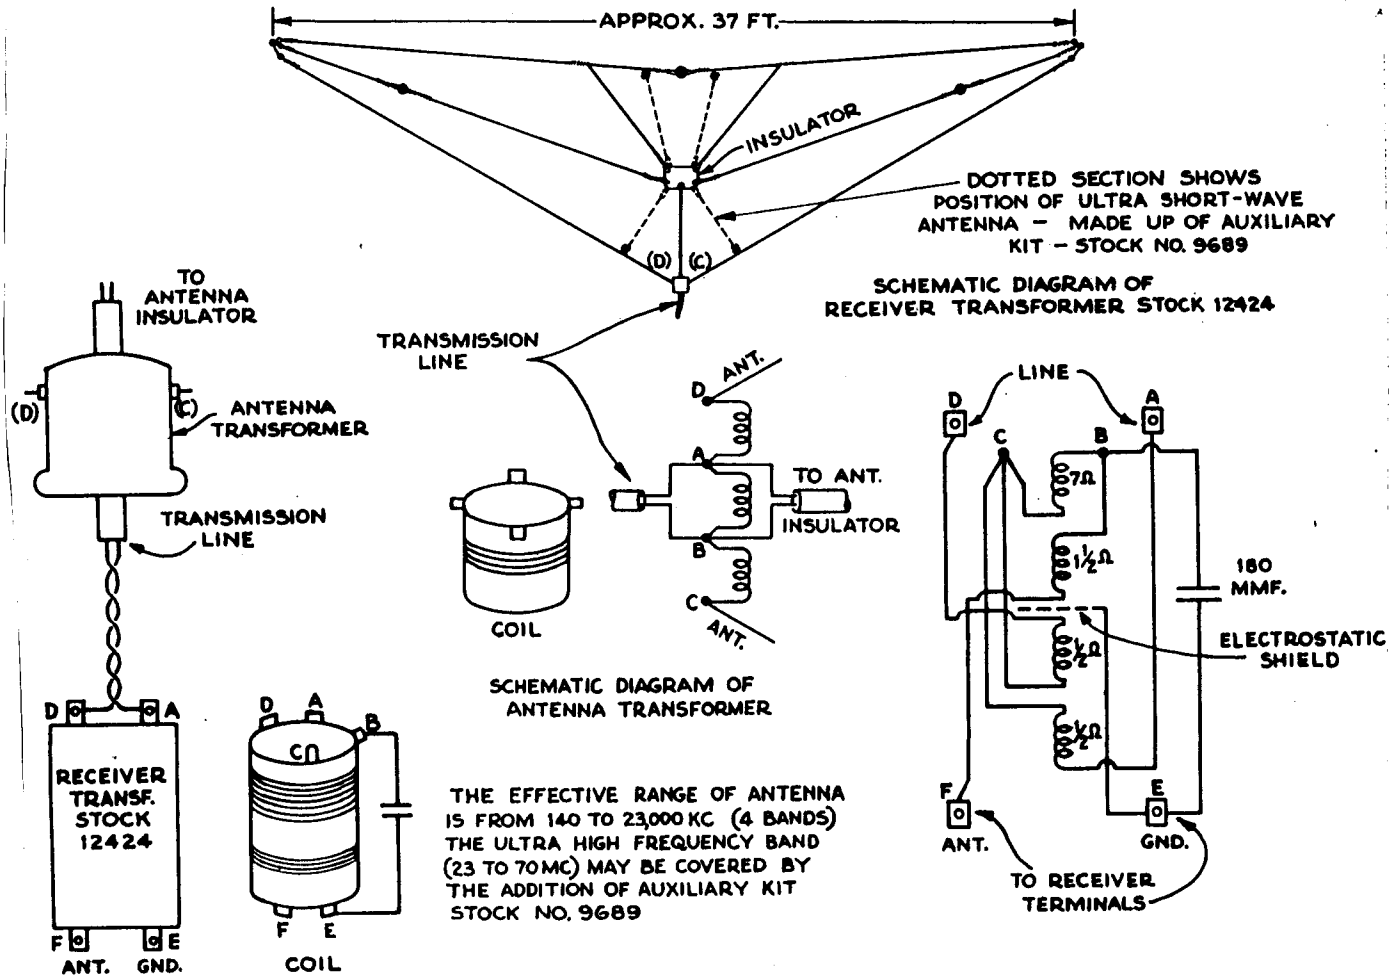 APPROX. 37 FT.
INSULATOR
DOTTED SECTION SHOWS
POSITION OF ULTRA SHORT-WAVE
ANTENNA - MADE UP OF AUXILIARY
KIT - STOCK NO. 9689
(D) (C)
SCHEMATIC DIAGRAM OF
RECEIVER TRANSFORMER STOCK 12424
TO
ANTENNA
INSULATOR
(D)
(C)
ANTENNA
TRANSFORMER
TRANSMISSION
LINE
D A
RECEIVER
TRANSF.
STOCK
12424
F E
ANT. GND.
TRANSMISSION
LINE
COIL
ANT.
D
A
TO ANT.
INSULATOR
B
C
ANT.
SCHEMATIC DIAGRAM OF
ANTENNA TRANSFORMER
D A B
C
F E
COIL
THE EFFECTIVE RANGE OF ANTENNA
IS FROM 140 TO 23,000 KC (4 BANDS)
THE ULTRA HIGH FREQUENCY BAND
(23 TO 70MC) MAY BE COVERED BY
THE ADDITION OF AUXILIARY KIT
STOCK NO. 9689
LINE
D A
C B
7Ω
1½Ω
180
MMF.
ELECTROSTATIC
SHIELD
½Ω
½Ω
F E
ANT. GND.
TO RECEIVER
TERMINALS